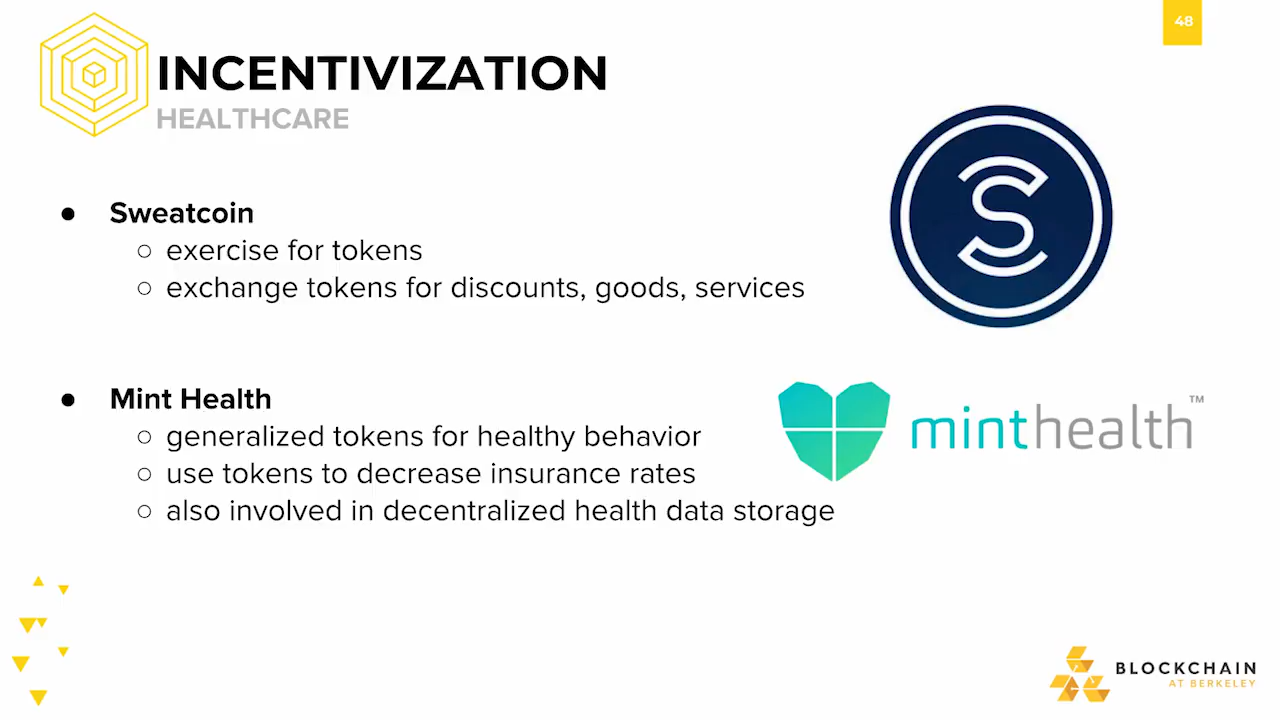 48
INCENTIVIZATION
HEALTHCARE
● Sweatcoin
○ exercise for tokens
○ exchange tokens for discounts, goods, services
● Mint Health
○ generalized tokens for healthy behavior
○ use tokens to decrease insurance rates
○ also involved in decentralized health data storage
minthealth™
BLOCKCHAIN
AT BERKELEY